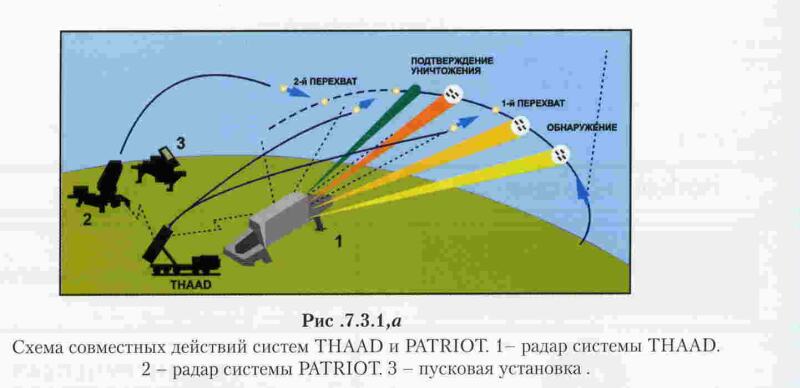 ПОДТВЕРЖДЕНИЕ
УНИЧТОЖЕНИЯ
2-й ПЕРЕХВАТ
1-й ПЕРЕХВАТ
ОБНАРУЖЕНИЕ
3
2
1
THAAD
Рис .7.3.1,а
Схема совместных действий систем THAAD и PATRIOT. 1– радар системы THAAD.
2 – радар системы PATRIOT. 3 – пусковая установка .